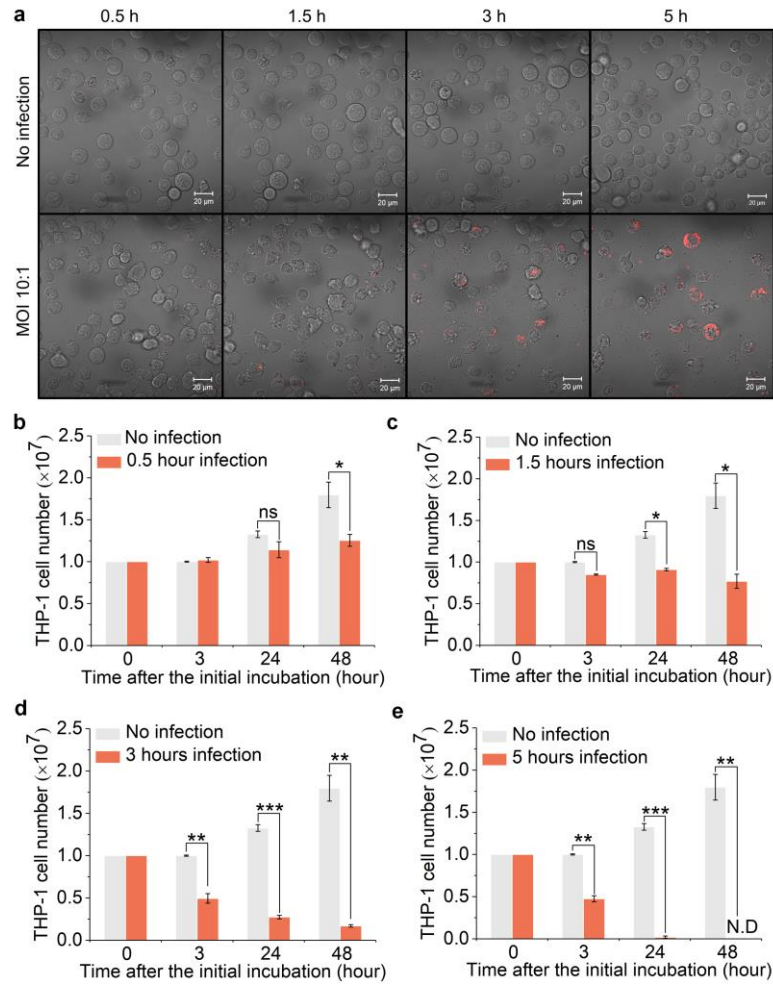 a
0.5 h 1.5 h 3 h 5 h
No infection
20 µm 20 µm 20 µm 20 µm
MOI 10:1
20 µm 20 µm 20 µm 20 µm
b
THP-1 cell number (×10⁷)
2.5
2.0
1.5
1.0
0.5
0.0
No infection
0.5 hour infection
ns
*
0 3 24 48
Time after the initial incubation (hour)
c
THP-1 cell number (×10⁷)
2.5
2.0
1.5
1.0
0.5
0.0
No infection
1.5 hours infection
ns
*
*
0 3 24 48
Time after the initial incubation (hour)
d
THP-1 cell number (×10⁷)
2.5
2.0
1.5
1.0
0.5
0.0
No infection
3 hours infection
**
***
**
0 3 24 48
Time after the initial incubation (hour)
e
THP-1 cell number (×10⁷)
2.5
2.0
1.5
1.0
0.5
0.0
No infection
5 hours infection
**
***
**
N.D
0 3 24 48
Time after the initial incubation (hour)